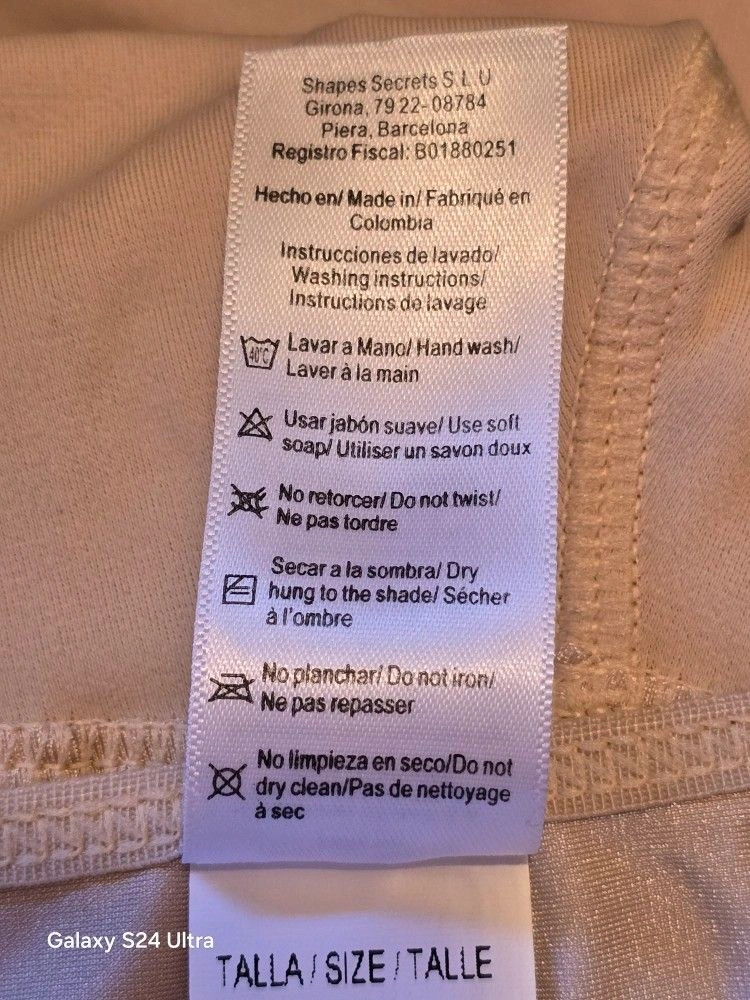 Shapes Secrets S L U
Girona, 79 22- 08784
Piera, Barcelona
Registro Fiscal: B01880251
Hecho en/ Made in/ Fabriqué en
Colombia
Instrucciones de lavado/
Washing instructions/
Instructions de lavage
40°C
Lavar a Mano/ Hand wash/
Laver à la main
Usar jabón suave/ Use soft
soap/ Utiliser un savon doux
No retorcer/ Do not twist/
Ne pas tordre
Secar a la sombra/ Dry
hung to the shade/ Sécher
à l'ombre
No planchar/ Do not iron/
Ne pas repasser
No limpieza en seco/Do not
dry clean/Pas de nettoyage
à sec
Galaxy S24 Ultra
TALLA / SIZE / TALLE